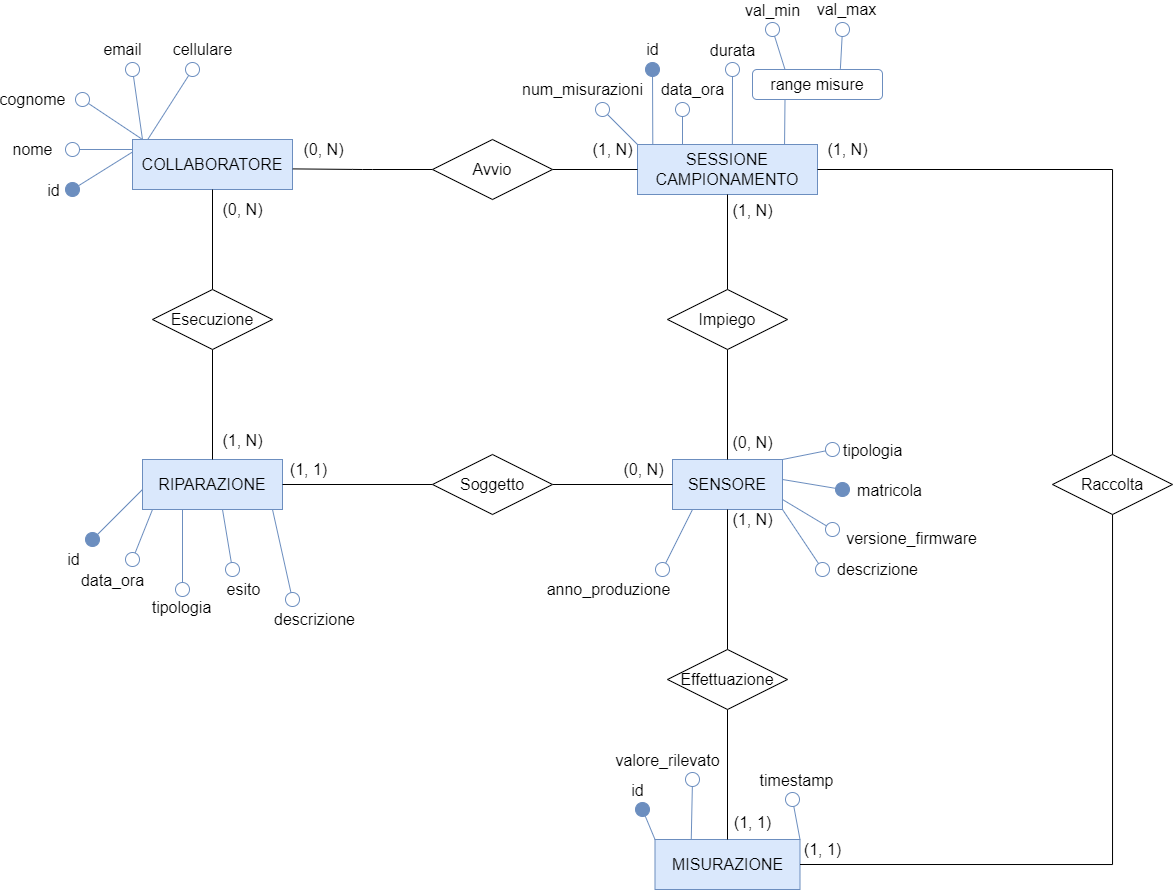 val_min
val_max
email
cellulare
id
durata
range misure
num_misurazioni
data_ora
cognome
nome
id
COLLABORATORE
(0, N)
Avvio
(1, N)
SESSIONE
CAMPIONAMENTO
(1, N)
(0, N)
(1, N)
Esecuzione
Impiego
(1, N)
(0, N)
RIPARAZIONE
(1, 1)
Soggetto
(0, N)
SENSORE
tipologia
matricola
Raccolta
(1, N)
versione_firmware
descrizione
anno_produzione
id
data_ora
tipologia
esito
descrizione
Effettuazione
valore_rilevato
id
timestamp
(1, 1)
MISURAZIONE
(1, 1)